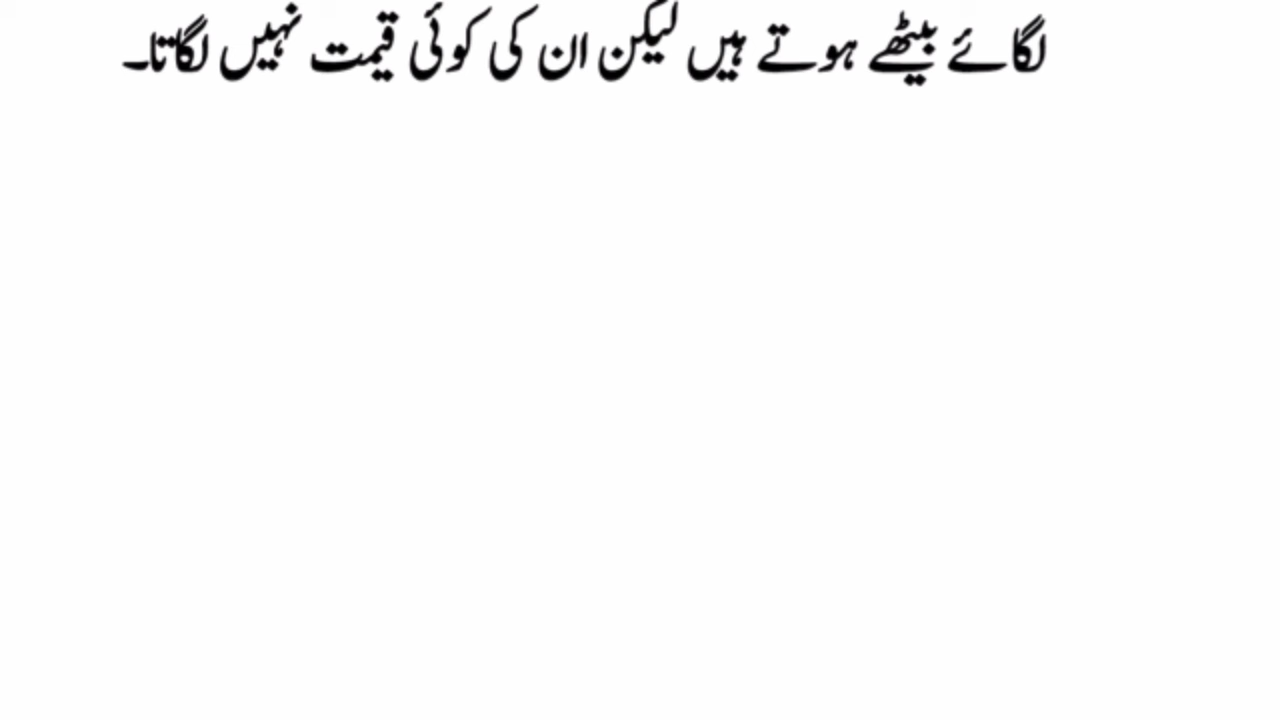 لگائے بیٹھے ہوتے ہیں لیکن ان کی کوئی قیمت نہیں لگاتا۔